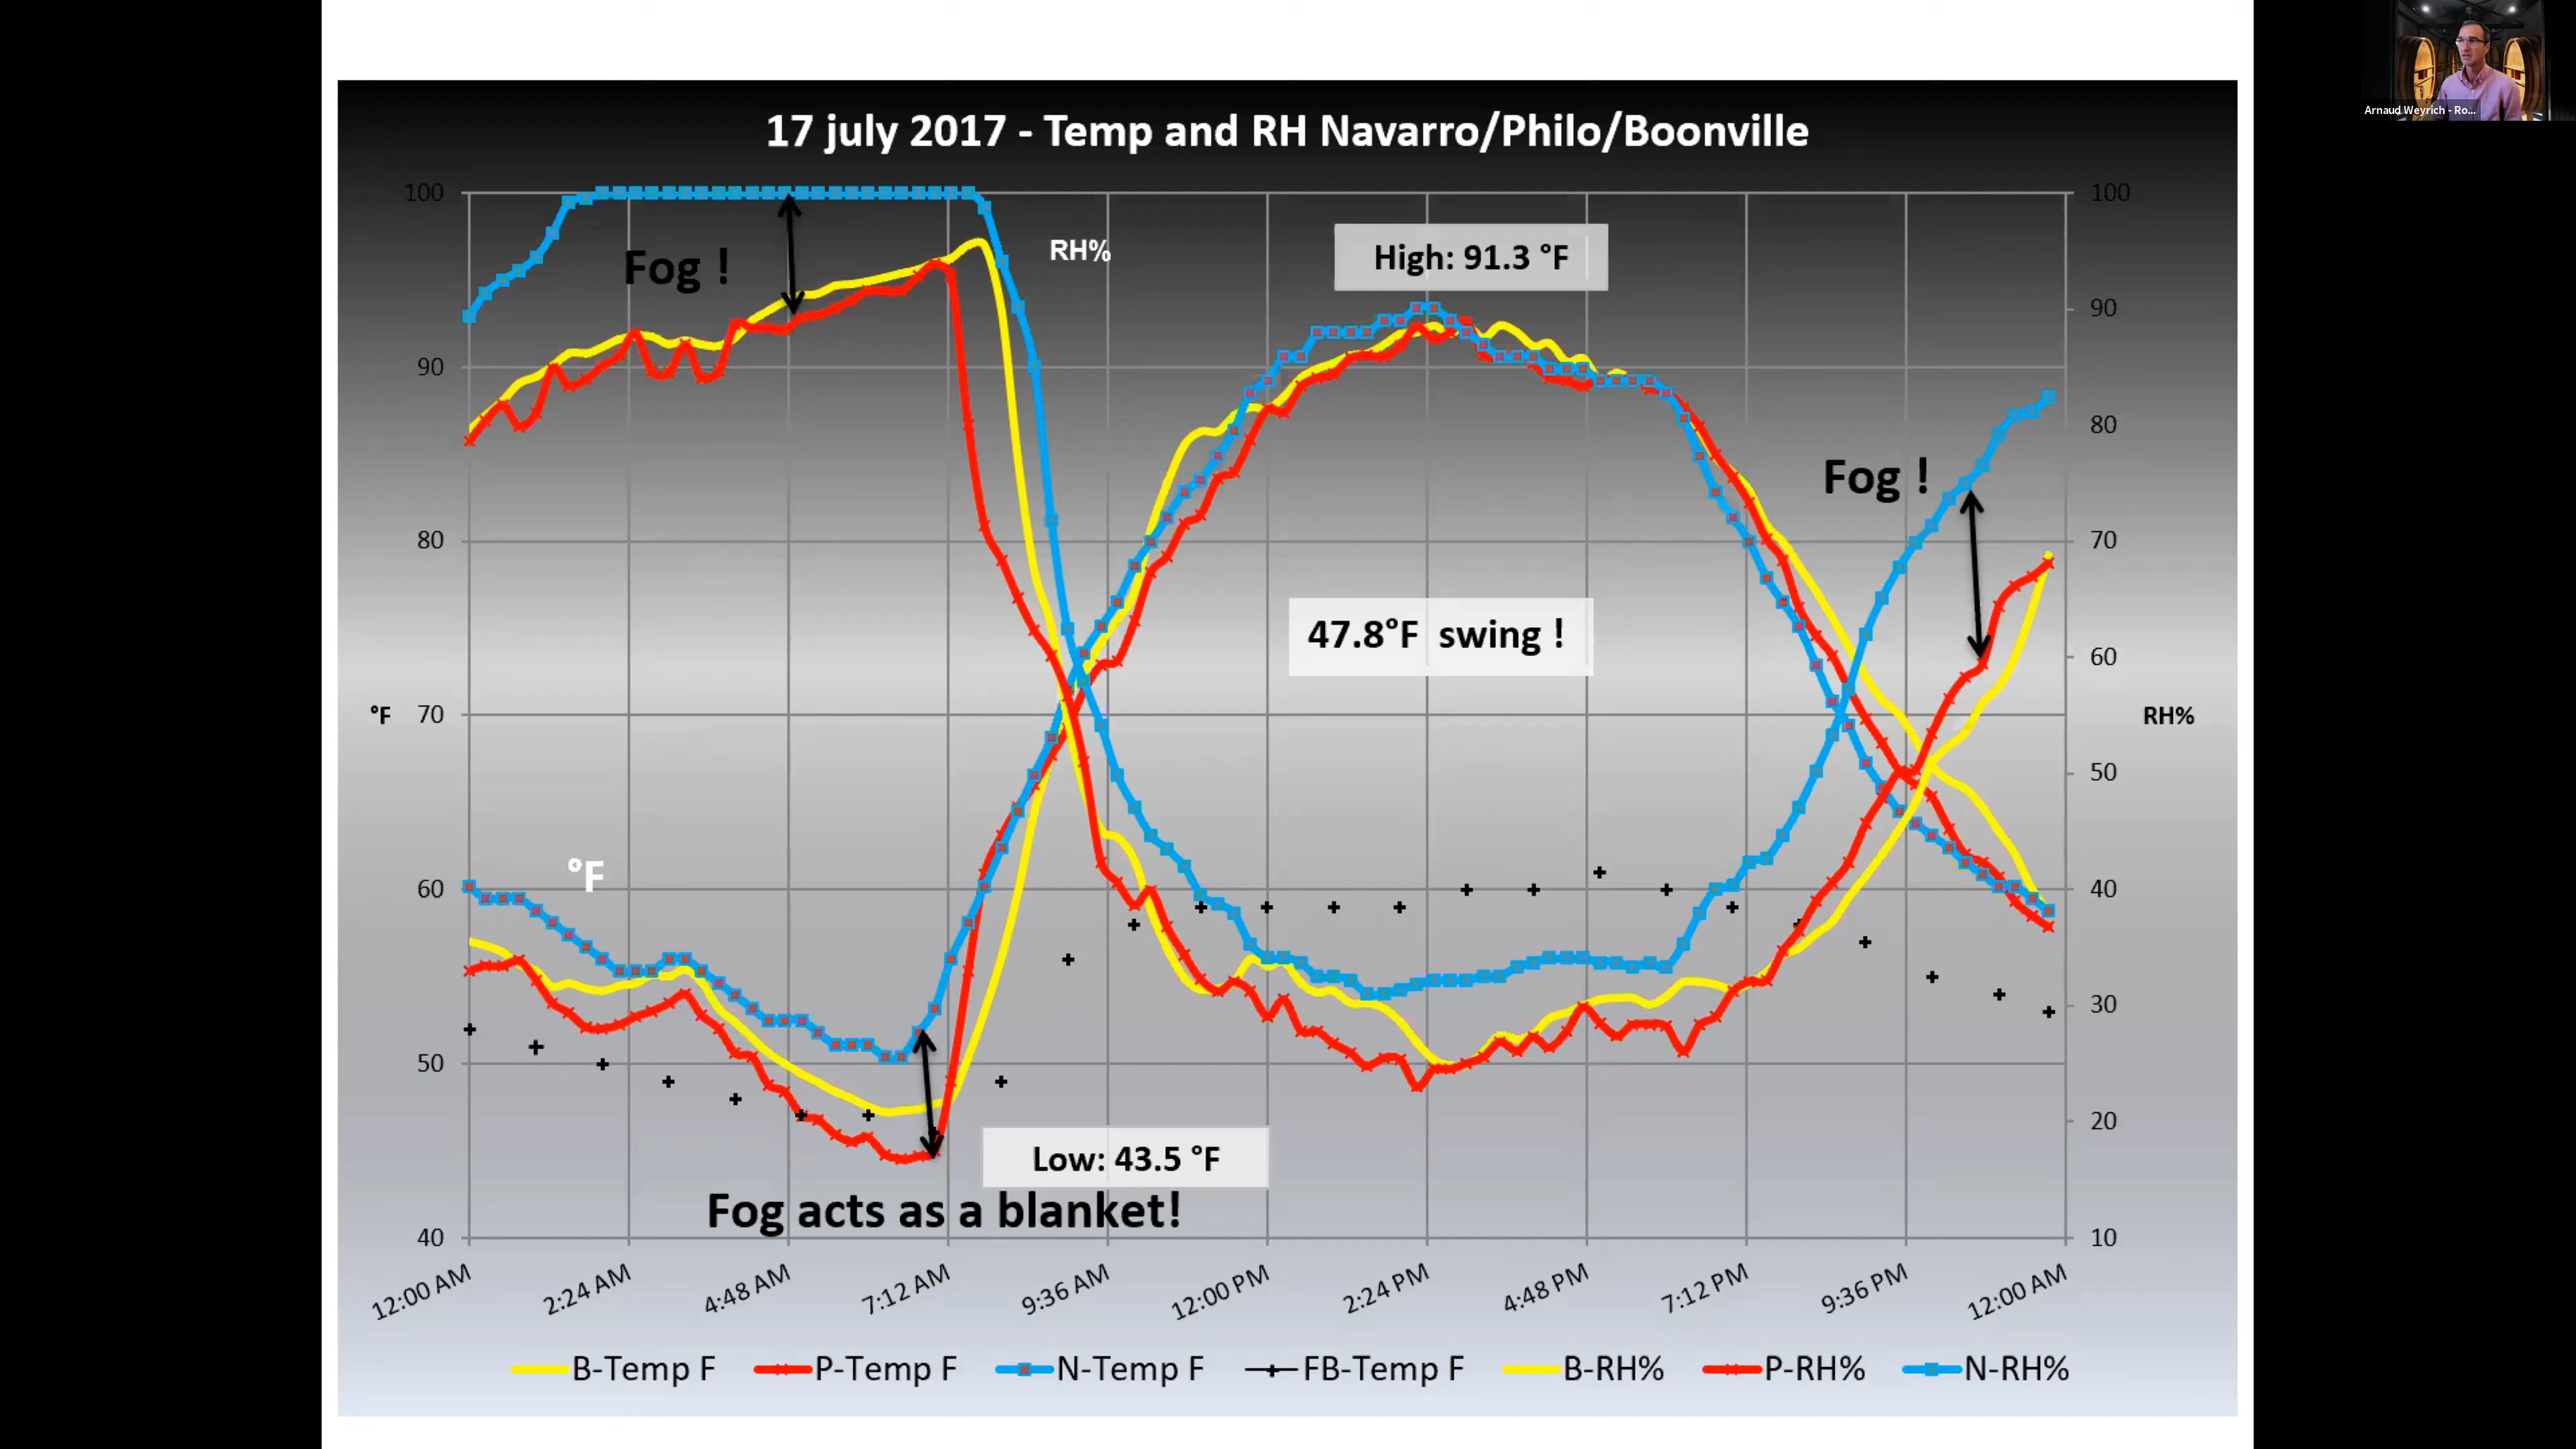 Arnaud Weyrich - Ro...
17 july 2017 - Temp and RH Navarro/Philo/Boonville
100
90
80
70
60
50
40
°F
100
90
80
70
60
50
40
30
20
10
RH%
Fog !
RH%
High: 91.3 °F
Fog !
47.8°F swing !
°F
Low: 43.5 °F
Fog acts as a blanket!
12:00 AM
2:24 AM
4:48 AM
7:12 AM
9:36 AM
12:00 PM
2:24 PM
4:48 PM
7:12 PM
9:36 PM
12:00 AM
B-Temp F P-Temp F N-Temp F FB-Temp F B-RH% P-RH% N-RH%